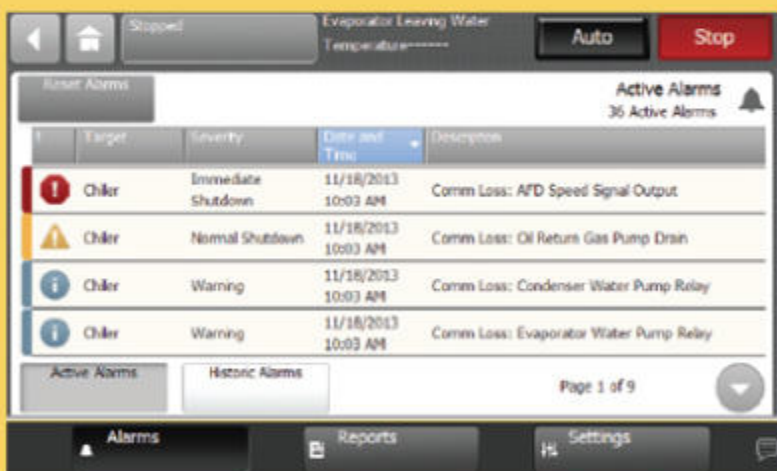 Stopped
Evaporator Leaving Water
Temperature------
Auto
Stop
Reset Alarms
Active Alarms
36 Active Alarms
!
Target
Severity
Date and
Time
Description
Chiller
Immediate
Shutdown
11/18/2013
10:03 AM
Comm Loss: AFD Speed Signal Output
Chiller
Normal Shutdown
11/18/2013
10:03 AM
Comm Loss: Oil Return Gas Pump Drain
Chiller
Warning
11/18/2013
10:03 AM
Comm Loss: Condenser Water Pump Relay
Chiller
Warning
11/18/2013
10:03 AM
Comm Loss: Evaporator Water Pump Relay
Active Alarms
Historic Alarms
Page 1 of 9
Alarms
Reports
Settings